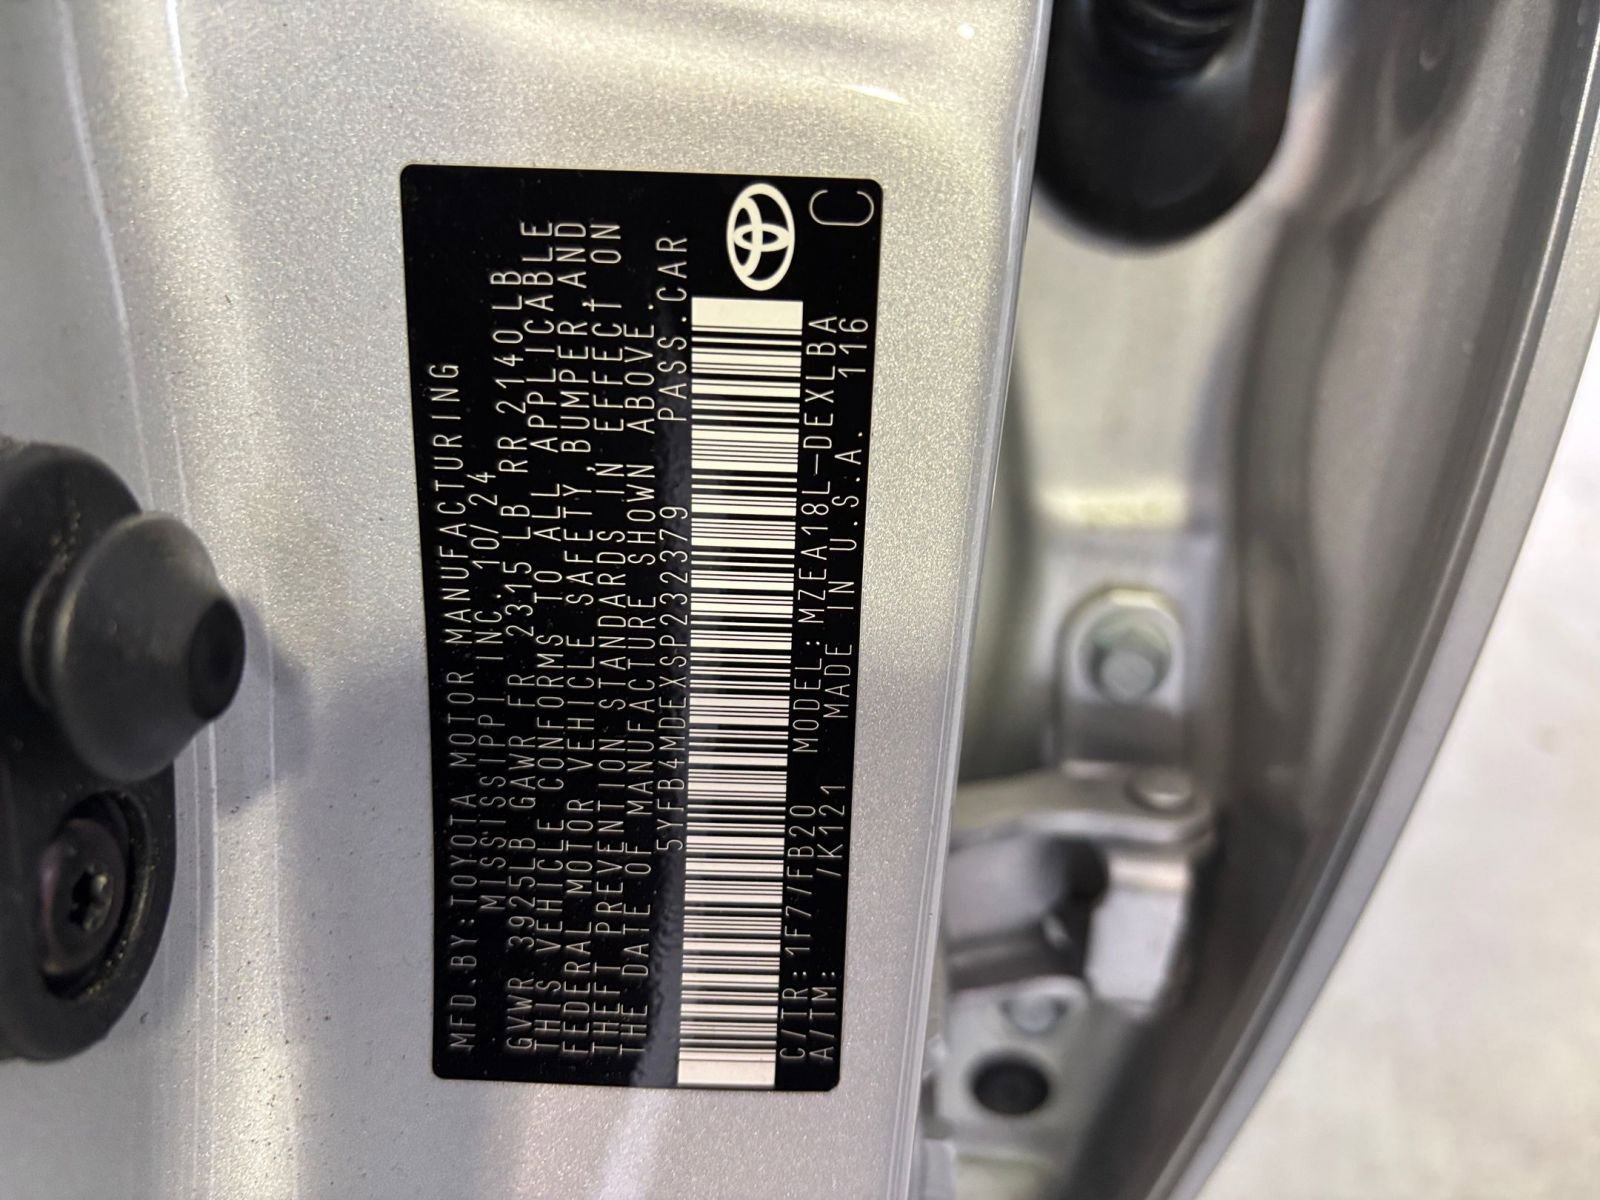 MFD.BY:TOYOTA MOTOR MANUFACTURING
MISSISSIPPI INC. 10/24
GVWR 3925LB GAWR FR 2315 LB RR 2140LB
THIS VEHICLE CONFORMS TO ALL APPLICABLE
FEDERAL MOTOR VEHICLE SAFETY, BUMPER, AND
THEFT PREVENTION STANDARDS IN EFFECT ON
THE DATE OF MANUFACTURE SHOWN ABOVE.
5YFB4MDEXSP232379 PASS.CAR
C/TR: 1F7/FB20 MODEL: MZEA18L-DEXLBA
A/TM: /K121 MADE IN U.S.A. 116
C